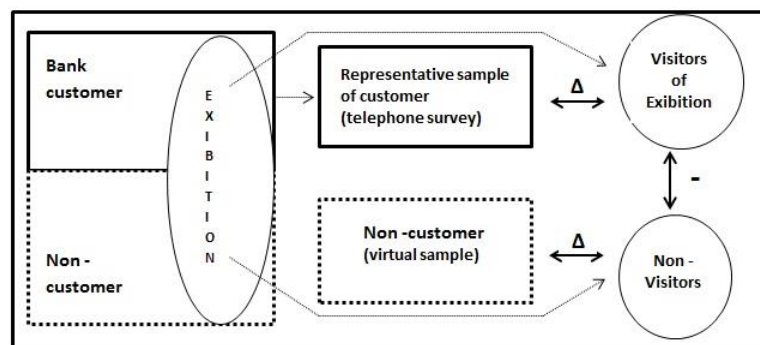 Bank
customer
E
X
I
B
I
T
I
O
N
Non -
customer
Representative sample
of customer
(telephone survey)
Non -customer
(virtual sample)
Δ
Δ
Visitors
of
Exibition
-
Non -
Visitors